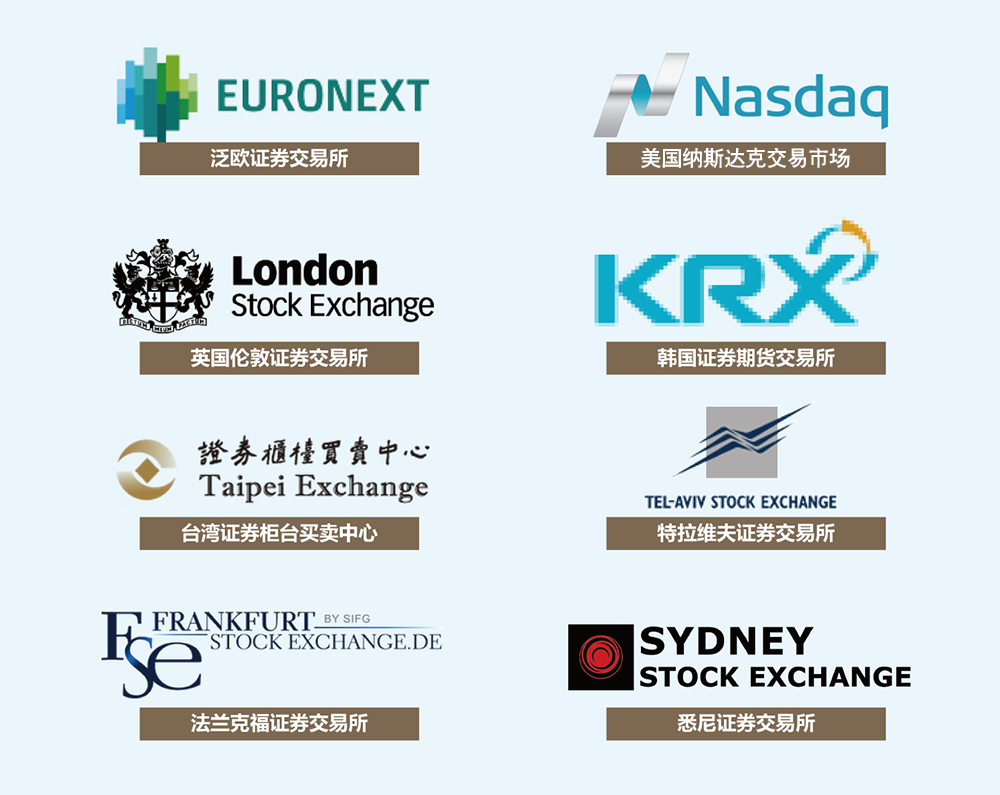 EURONEXT
泛欧证券交易所
Nasdaq
美国纳斯达克交易市场
London
Stock Exchange
DICTUM MEUM PACTUM
英国伦敦证券交易所
KRX
韩国证券期货交易所
證券櫃檯買賣中心
Taipei Exchange
台湾证券柜台买卖中心
TEL-AVIV STOCK EXCHANGE
特拉维夫证券交易所
FSe
FRANKFURT BY SIFG
STOCK EXCHANGE.DE
法兰克福证券交易所
SYDNEY
STOCK EXCHANGE
悉尼证券交易所